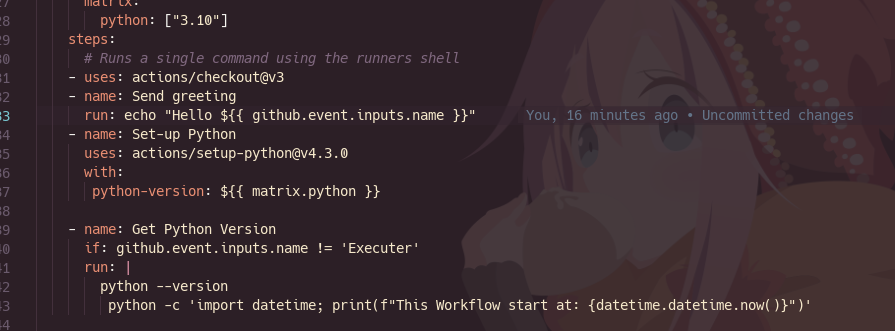 matrix:
28 python: ["3.10"]
29 steps:
30 # Runs a single command using the runners shell
31 - uses: actions/checkout@v3
32 - name: Send greeting
33 run: echo "Hello ${{ github.event.inputs.name }}" You, 16 minutes ago • Uncommitted changes
34 - name: Set-up Python
35 uses: actions/setup-python@v4.3.0
36 with:
37 python-version: ${{ matrix.python }}
38
39 - name: Get Python Version
40 if: github.event.inputs.name != 'Executer'
41 run: |
42 python --version
43 python -c 'import datetime; print(f"This Workflow start at: {datetime.datetime.now()}")'